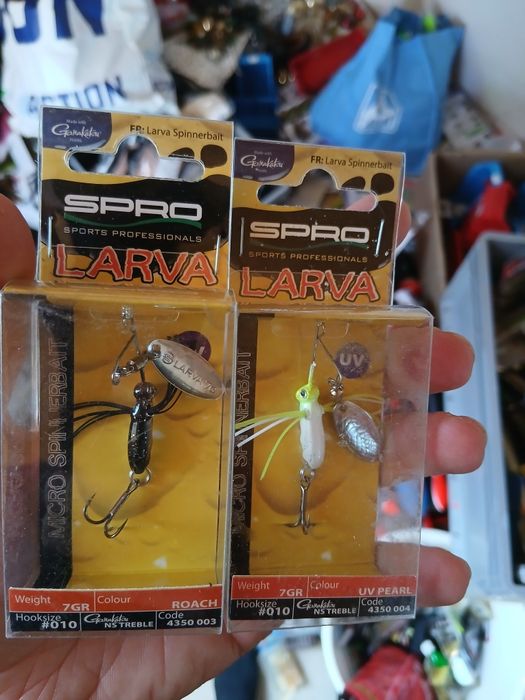 ACTION
Made with
Gamakatsu
FR: Larva Spinnerbait
SPRO
SPORTS PROFESSIONALS
LARVA
MICRO SPINNERBAIT
LARVA
Weight 7GR Colour ROACH
Hooksize #010 Gamakatsu NS TREBLE Code 4350 003
Made with
Gamakatsu
FR: Larva Spinnerbait
SPRO
SPORTS PROFESSIONALS
LARVA
MICRO SPINNERBAIT
UV
Weight 7GR Colour UV PEARL
Hooksize #010 Gamakatsu NS TREBLE Code 4350 004